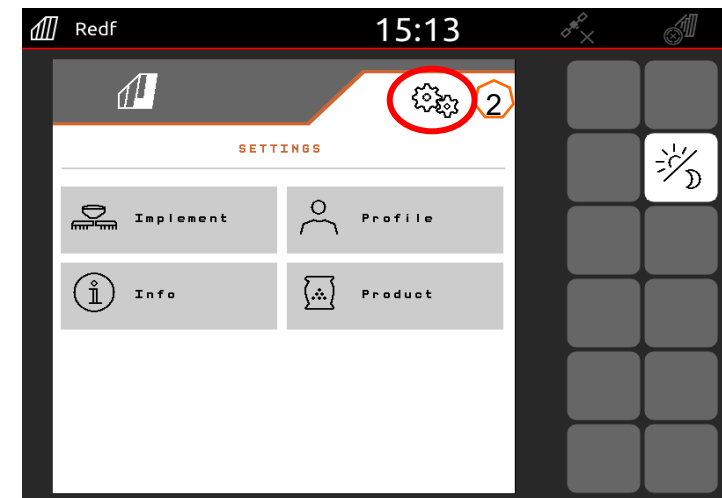 Redf 15:13
2
SETTINGS
Implement Profile
Info Product